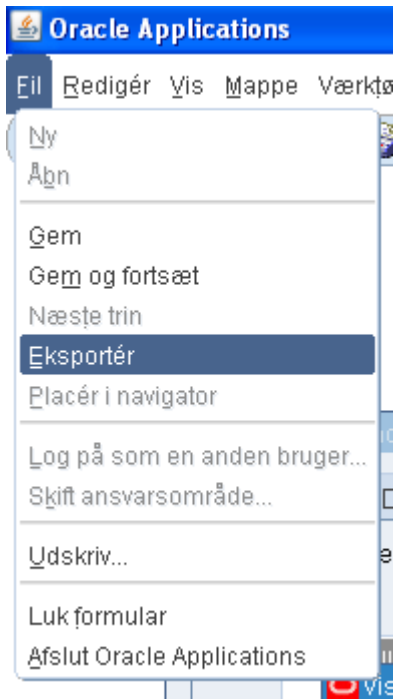 Oracle Applications
Fil Redigér Vis Mappe
Ny
Åbn
Gem
Gem og fortsæt
Næste trin
Eksportér
Placér i navigator
Log på som en anden bruger...
Skift ansvarsområde...
Udskriv...
Luk formular
Afslut Oracle Applications